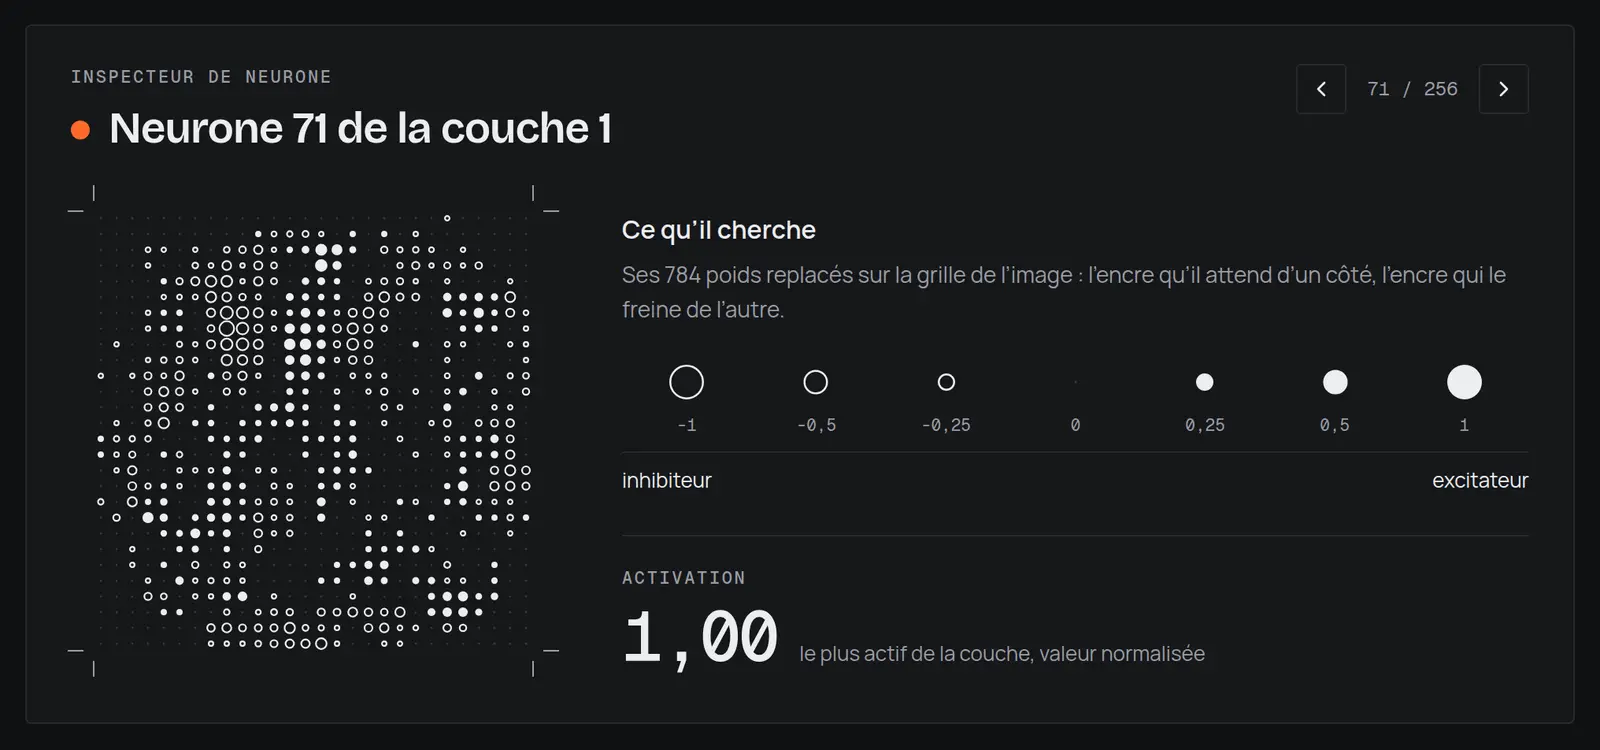 INSPECTEUR DE NEURONE
71 / 256
Neurone 71 de la couche 1
Ce qu’il cherche
Ses 784 poids replacés sur la grille de l’image : l’encre qu’il attend d’un côté, l’encre qui le
freine de l’autre.
-1 -0,5 -0,25 0 0,25 0,5 1
inhibiteur excitateur
ACTIVATION
1,00 le plus actif de la couche, valeur normalisée